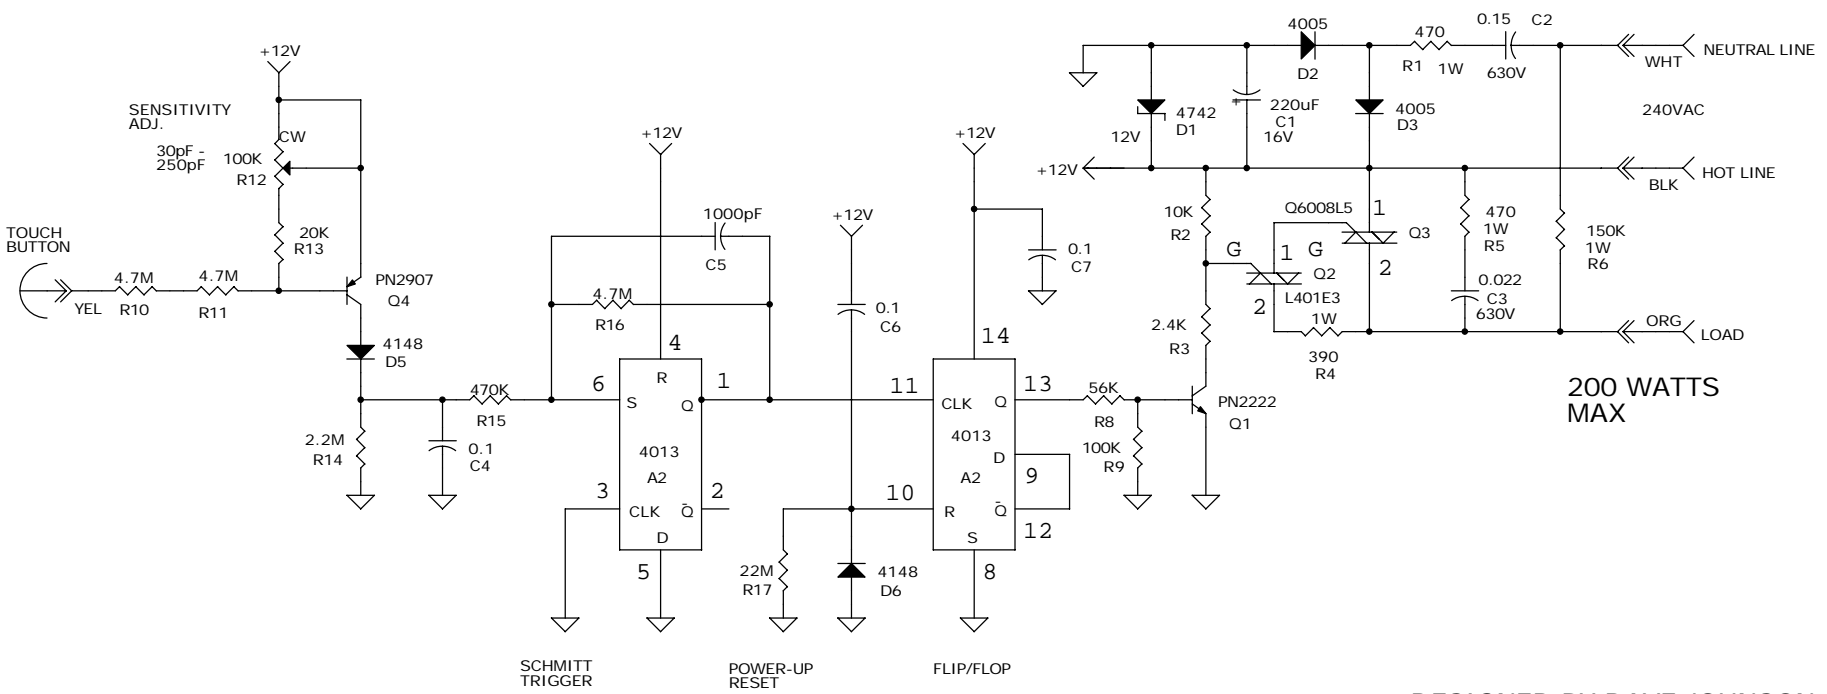 +12V
SENSITIVITY
ADJ.
CW
30pF -
250pF
100K
R12
TOUCH
BUTTON
20K
R13
4.7M
4.7M
YEL
R10
R11
PN2907
Q4
4148
D5
470K
R15
2.2M
R14
0.1
C4
+12V
1000pF
C5
4.7M
R16
4
6
R
1
S
Q
4013
A2
3
2
CLK
Q̄
D
5
SCHMITT
TRIGGER
+12V
0.1
C6
22M
R17
4148
D6
POWER-UP
RESET
+12V
0.1
C7
14
11
13
CLK
Q
4013
D
A2
9
10
R
Q̄
12
S
8
FLIP/FLOP
56K
R8
100K
R9
PN2222
Q1
4005
D2
470
R1
1W
0.15
C2
630V
WHT
NEUTRAL LINE
12V
4742
D1
220uF
C1
16V
+
4005
D3
240VAC
+12V
BLK
HOT LINE
10K
R2
2.4K
R3
Q6008L5
1
G
1
G
Q3
Q2
2
L401E3
2
1W
390
R4
470
1W
R5
0.022
C3
630V
150K
1W
R6
ORG
LOAD
200 WATTS
MAX